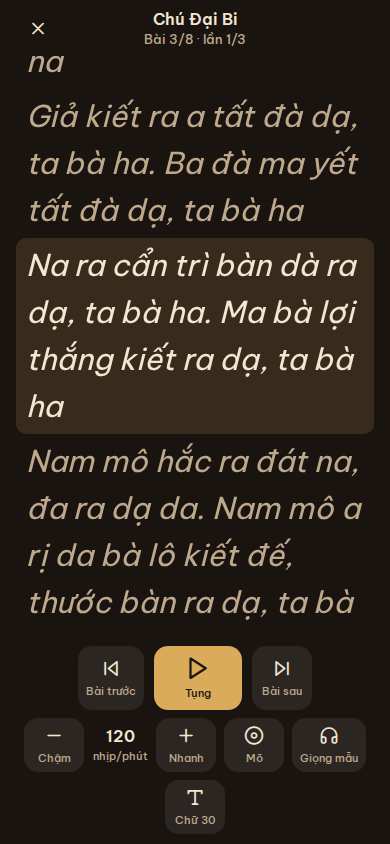 Chú Đại Bi
Bài 3/8 · lần 1/3
na
Giả kiết ra a tất đà dạ,
ta bà ha. Ba đà ma yết
tất đà dạ, ta bà ha
Na ra cẩn trì bàn dà ra
dạ, ta bà ha. Ma bà lợi
thắng kiết ra dạ, ta bà
ha
Nam mô hắc ra đát na,
đa ra dạ da. Nam mô a
rị da bà lô kiết đế,
thước bàn ra dạ, ta bà
Bài trước
Tụng
Bài sau
Chậm
120
nhịp/phút
Nhanh
Mõ
Giọng mẫu
Chữ 30